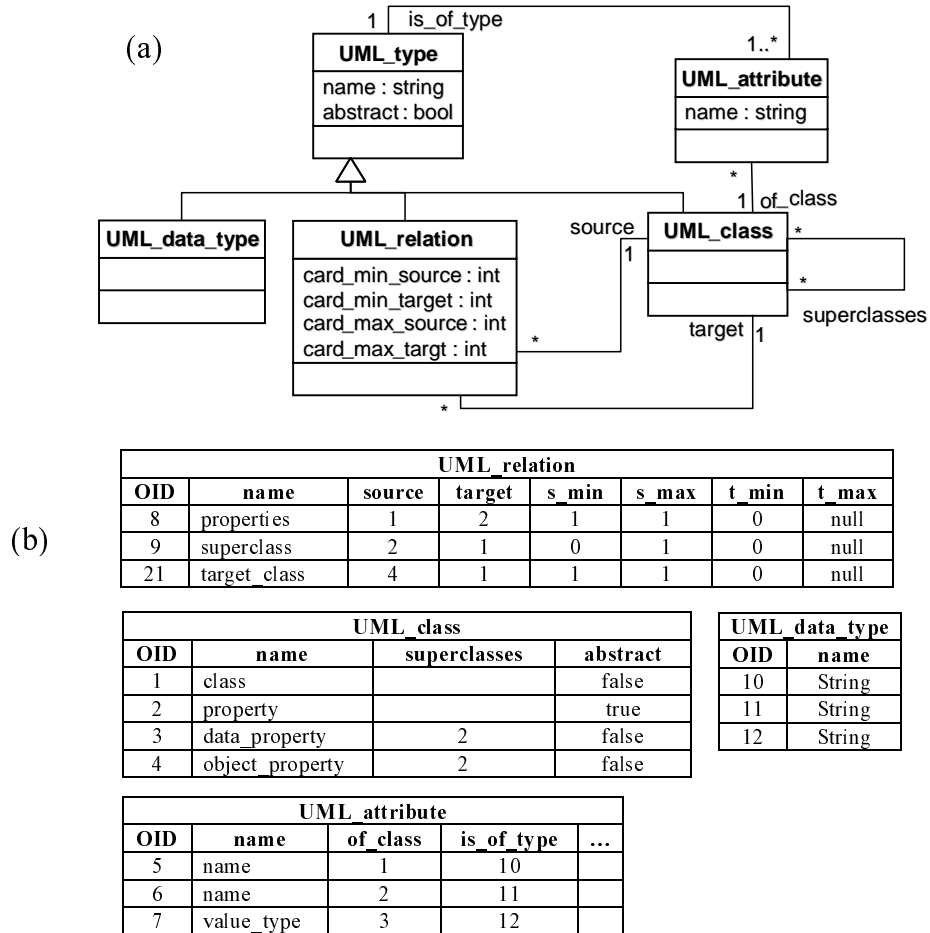 (a)
1 is_of_type
1..*
UML_type
name : string
abstract : bool
UML_attribute
name : string
*
1 of_class
UML_data_type
UML_relation
card_min_source : int
card_min_target : int
card_max_source : int
card_max_targt : int
source
1
*
UML_class
*
*
superclasses
target 1
*
(b)
UML_relation
OID name source target s_min s_max t_min t_max
8 properties 1 2 1 1 0 null
9 superclass 2 1 0 1 0 null
21 target_class 4 1 1 1 0 null
UML_class
OID name superclasses abstract
1 class false
2 property true
3 data_property 2 false
4 object_property 2 false
UML_data_type
OID name
10 String
11 String
12 String
UML_attribute
OID name of_class is_of_type ...
5 name 1 10
6 name 2 11
7 value_type 3 12